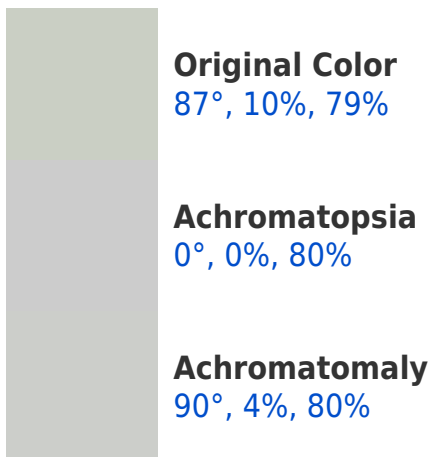 Original Color
87°, 10%, 79%
Achromatopsia
0°, 0%, 80%
Achromatomaly
90°, 4%, 80%